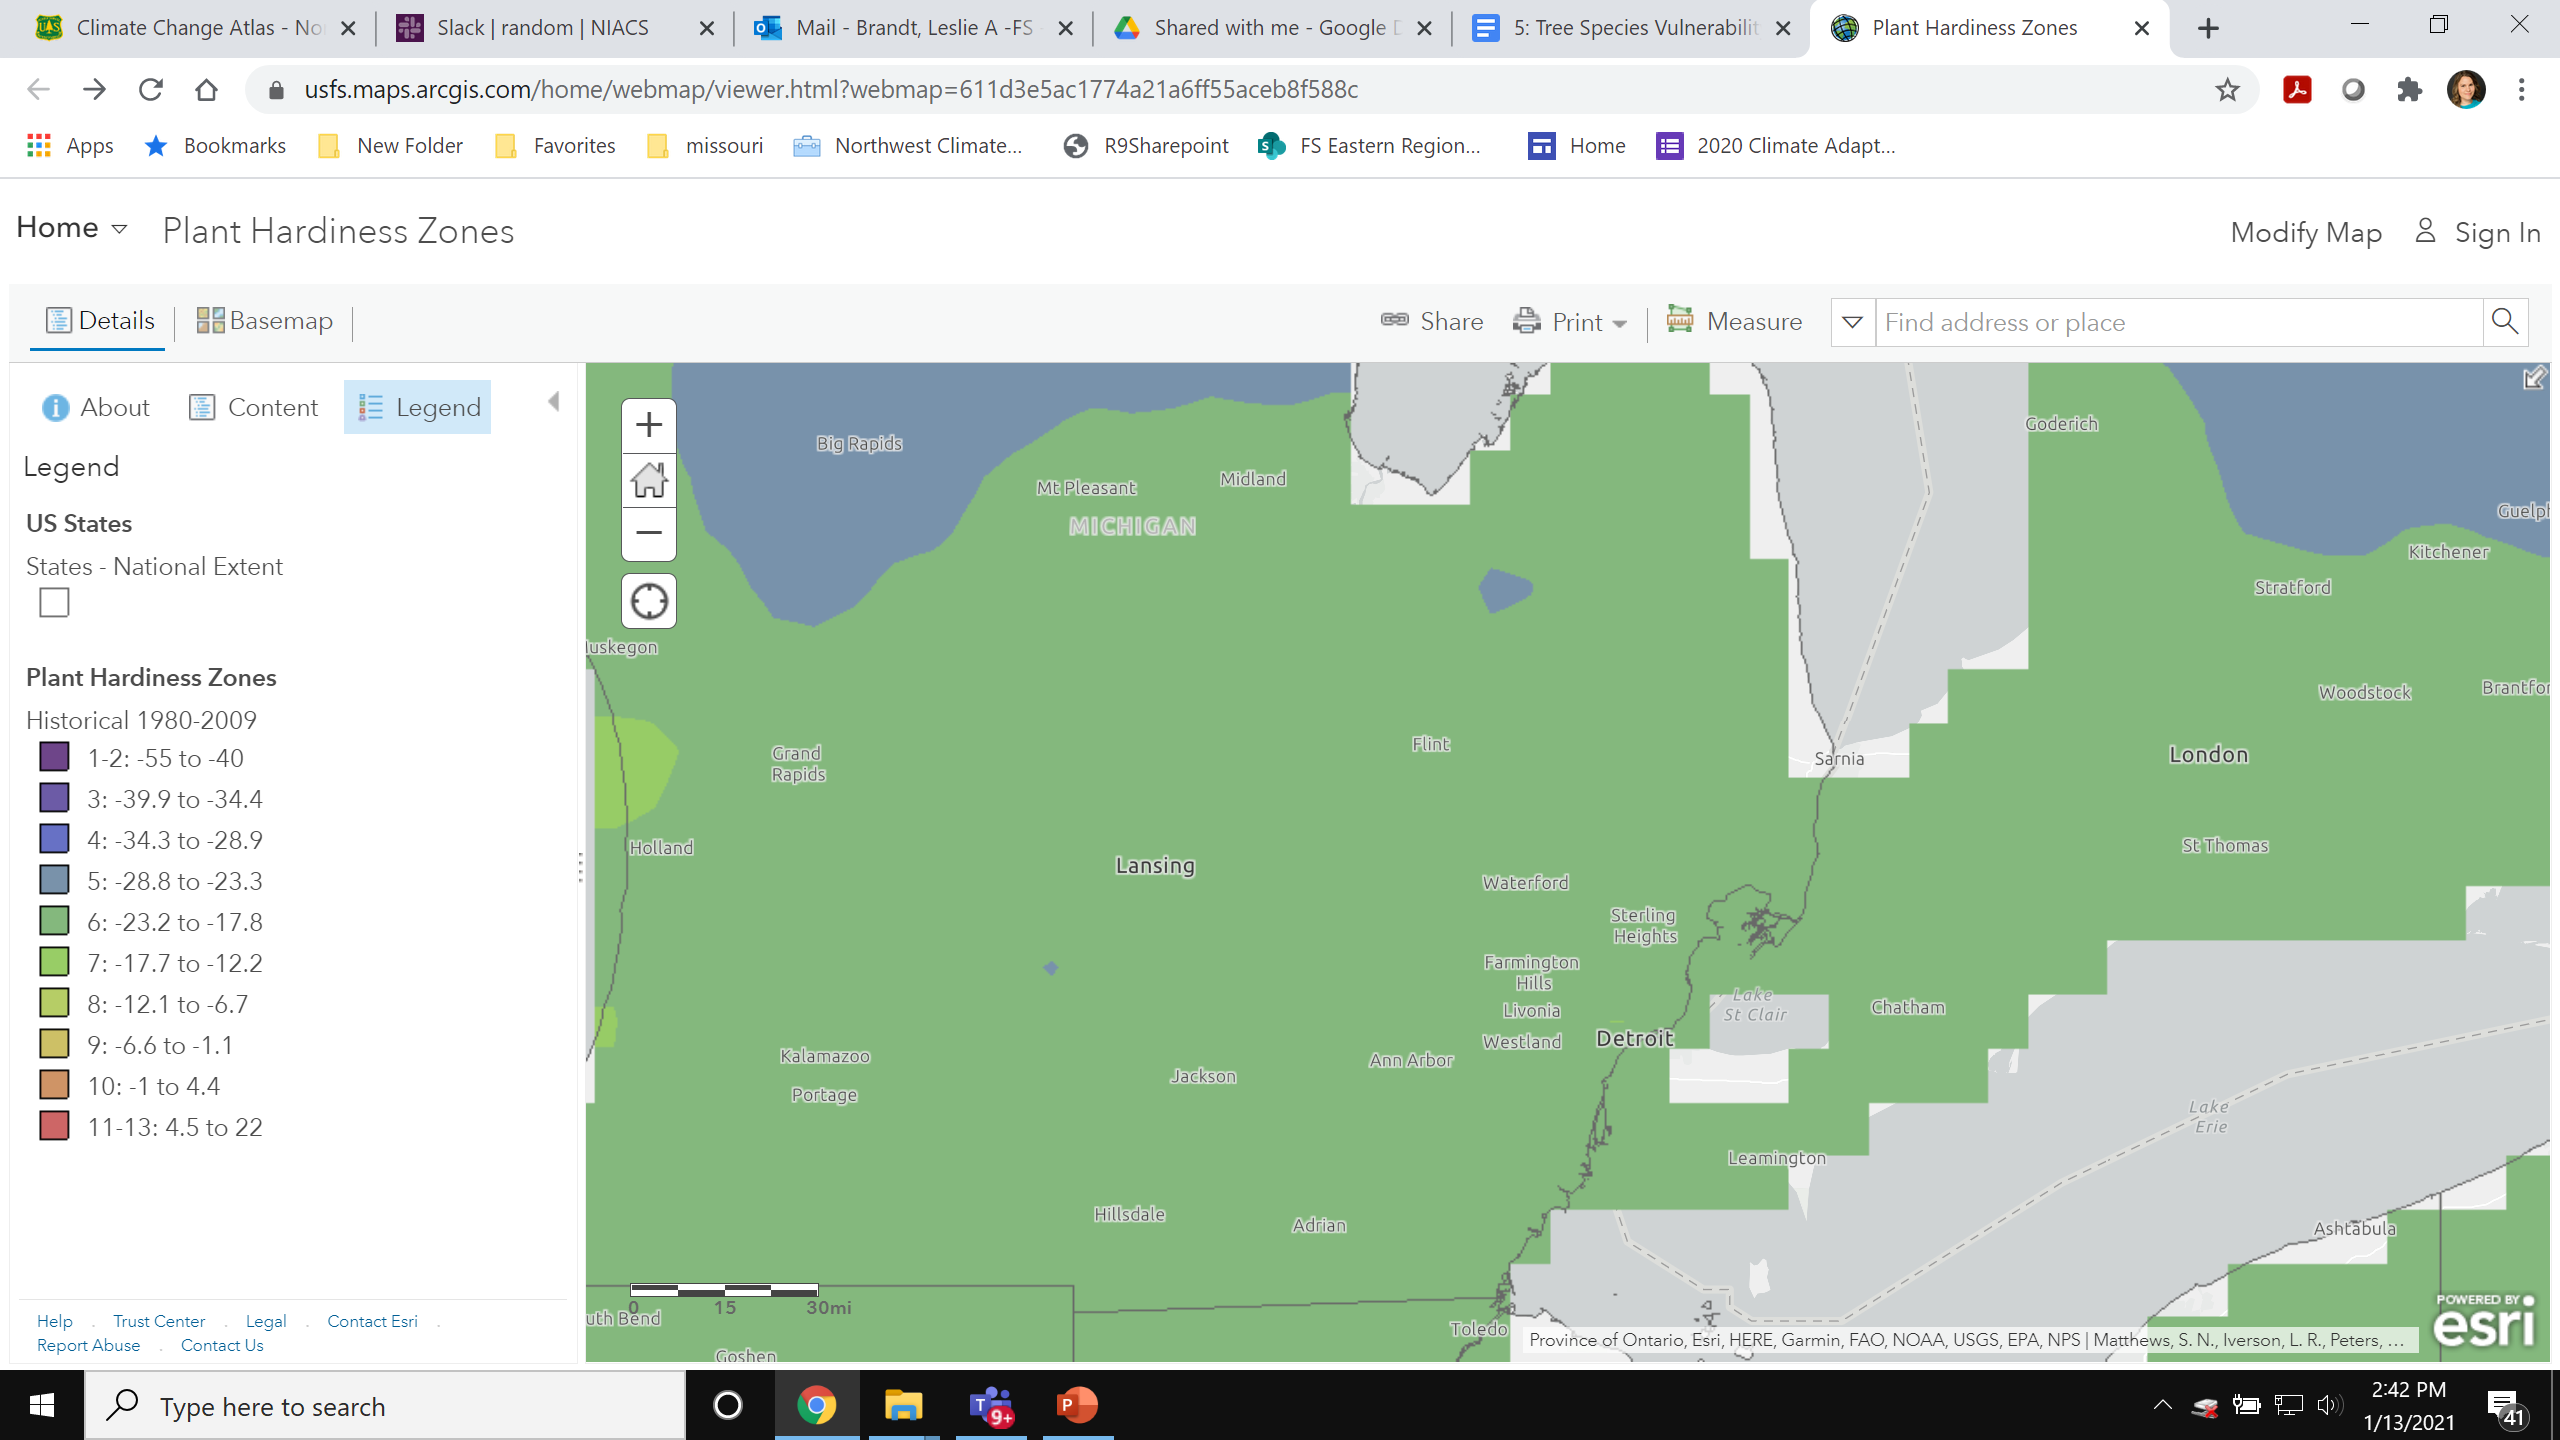 Climate Change Atlas - No
Slack | random | NIACS
Mail - Brandt, Leslie A -FS
Shared with me - Google D
5: Tree Species Vulnerabilit
Plant Hardiness Zones
usfs.maps.arcgis.com/home/webmap/viewer.html?webmap=611d3e5ac1774a21a6ff55aceb8f588c
Apps
Bookmarks
New Folder
Favorites
missouri
Northwest Climate...
R9Sharepoint
FS Eastern Region...
Home
2020 Climate Adapt...
Home
Plant Hardiness Zones
Modify Map
Sign In
Details
Basemap
Share
Print
Measure
Find address or place
About
Content
Legend
Legend
US States
States - National Extent
Plant Hardiness Zones
Historical 1980-2009
1-2: -55 to -40
3: -39.9 to -34.4
4: -34.3 to -28.9
5: -28.8 to -23.3
6: -23.2 to -17.8
7: -17.7 to -12.2
8: -12.1 to -6.7
9: -6.6 to -1.1
10: -1 to 4.4
11-13: 4.5 to 22
Help . Trust Center . Legal . Contact Esri .
Report Abuse . Contact Us
Goderich
Big Rapids
Midland
Mt Pleasant
MICHIGAN
Guelph
Kitchener
Stratford
uskegon
Woodstock
Brantfor
Flint
Grand
Rapids
Sarnia
London
Holland
St Thomas
Lansing
Waterford
Sterling
Heights
Farmington
Hills
Livonia
Lake
St Clair
Chatham
Detroit
Westland
Kalamazoo
Ann Arbor
Jackson
Portage
Lake
Erie
Leamington
Hillsdale
Adrian
Ashtabula
0 15 30mi
uth Bend
Toledo
Goshen
POWERED BY
esri
Province of Ontario, Esri, HERE, Garmin, FAO, NOAA, USGS, EPA, NPS | Matthews, S. N., Iverson, L. R., Peters, ...
Type here to search
9+
2:42 PM
1/13/2021
41